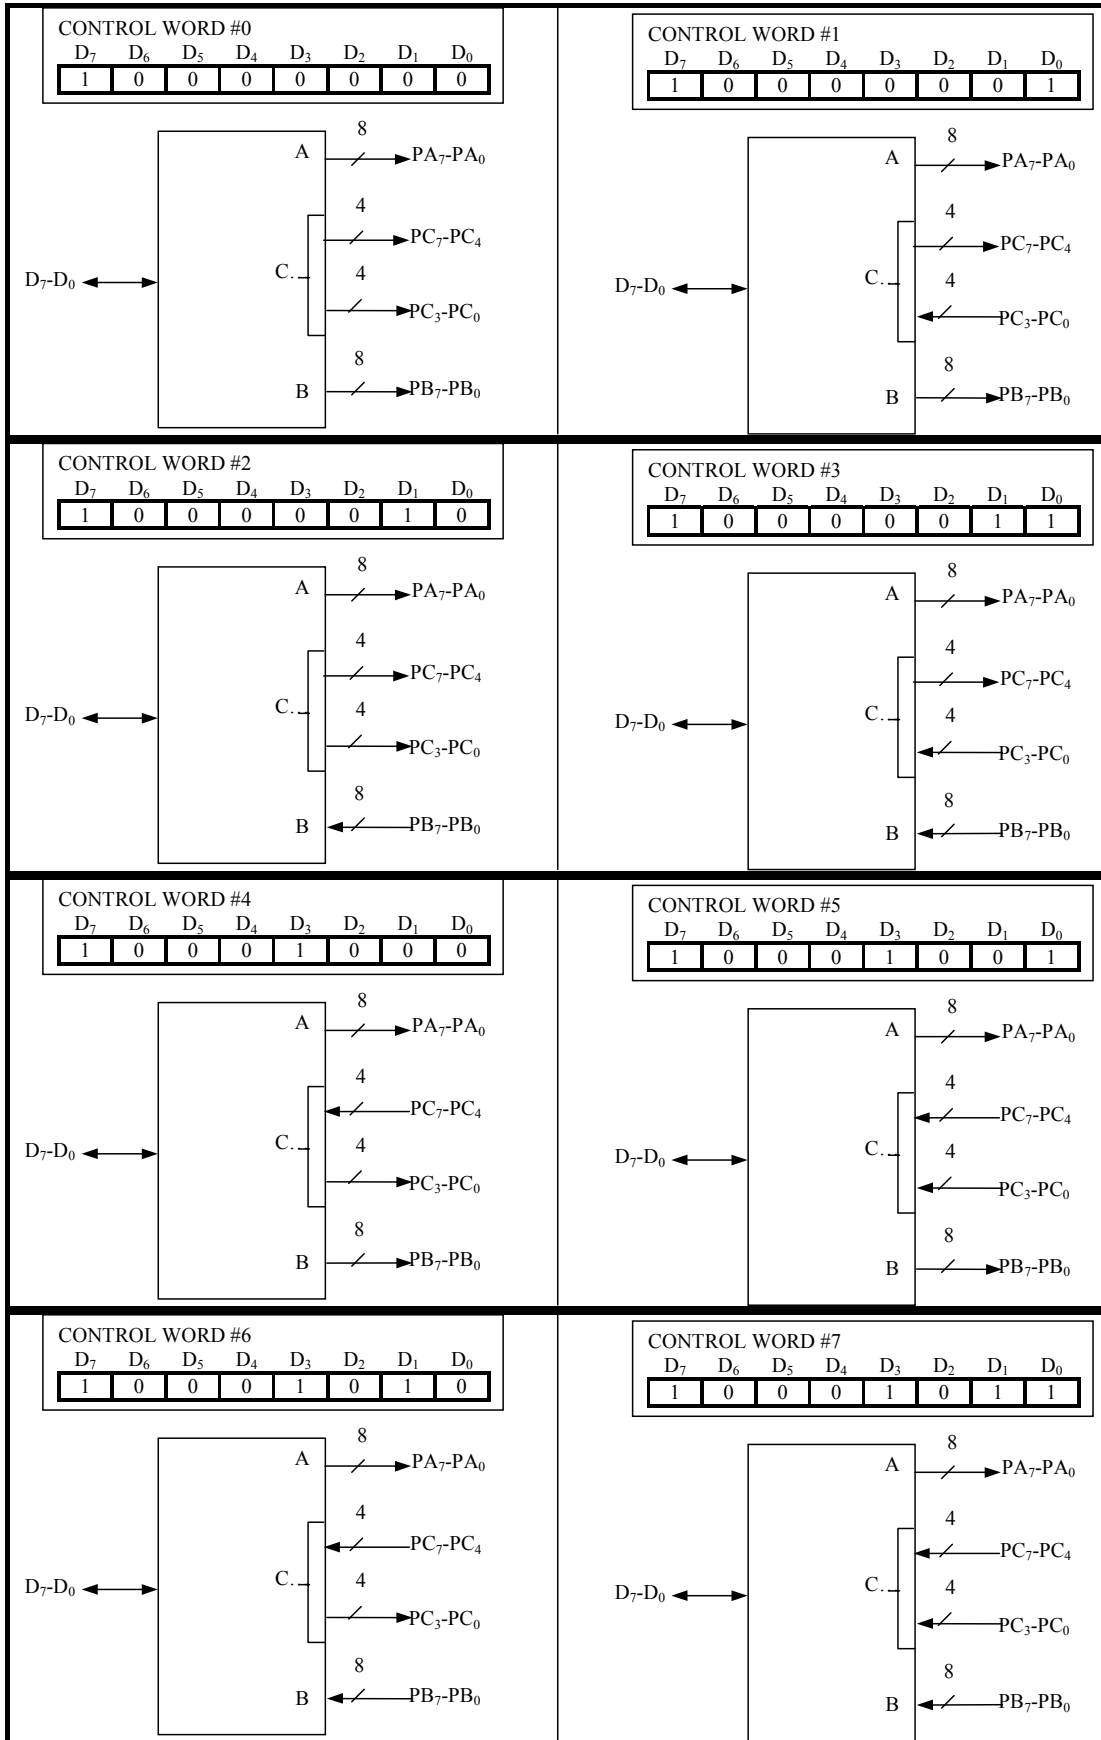 CONTROL WORD #0
D₇ D₆ D₅ D₄ D₃ D₂ D₁ D₀
1 0 0 0 0 0 0 0
8
A PA₇-PA₀
4
PC₇-PC₄
C. 4
D₇-D₀
PC₃-PC₀
8
B PB₇-PB₀
CONTROL WORD #1
D₇ D₆ D₅ D₄ D₃ D₂ D₁ D₀
1 0 0 0 0 0 0 1
8
A PA₇-PA₀
4
PC₇-PC₄
C. 4
D₇-D₀
PC₃-PC₀
8
B PB₇-PB₀
CONTROL WORD #2
D₇ D₆ D₅ D₄ D₃ D₂ D₁ D₀
1 0 0 0 0 0 1 0
8
A PA₇-PA₀
4
PC₇-PC₄
C. 4
D₇-D₀
PC₃-PC₀
8
B PB₇-PB₀
CONTROL WORD #3
D₇ D₆ D₅ D₄ D₃ D₂ D₁ D₀
1 0 0 0 0 0 1 1
8
A PA₇-PA₀
4
PC₇-PC₄
C. 4
D₇-D₀
PC₃-PC₀
8
B PB₇-PB₀
CONTROL WORD #4
D₇ D₆ D₅ D₄ D₃ D₂ D₁ D₀
1 0 0 0 1 0 0 0
8
A PA₇-PA₀
4
PC₇-PC₄
C. 4
D₇-D₀
PC₃-PC₀
8
B PB₇-PB₀
CONTROL WORD #5
D₇ D₆ D₅ D₄ D₃ D₂ D₁ D₀
1 0 0 0 1 0 0 1
8
A PA₇-PA₀
4
PC₇-PC₄
C. 4
D₇-D₀
PC₃-PC₀
8
B PB₇-PB₀
CONTROL WORD #6
D₇ D₆ D₅ D₄ D₃ D₂ D₁ D₀
1 0 0 0 1 0 1 0
8
A PA₇-PA₀
4
PC₇-PC₄
C. 4
D₇-D₀
PC₃-PC₀
8
B PB₇-PB₀
CONTROL WORD #7
D₇ D₆ D₅ D₄ D₃ D₂ D₁ D₀
1 0 0 0 1 0 1 1
8
A PA₇-PA₀
4
PC₇-PC₄
C. 4
D₇-D₀
PC₃-PC₀
8
B PB₇-PB₀